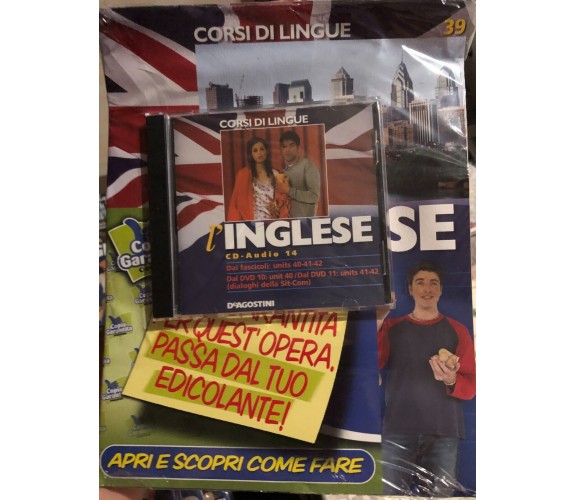 CORSI DI LINGUE
39
CORSI DI LINGUE
l'INGLESE
CD-Audio 14
Dai fascicoli: units 40-41-42
Dal DVD 10: unit 40 / Dal DVD 11: units 41-42
(dialoghi della Sit-Com)
DEAGOSTINI
SE
GARANTITA
PER QUEST'OPERA.
PASSA DAL TUO
EDICOLANTE!
APRI E SCOPRI COME FARE